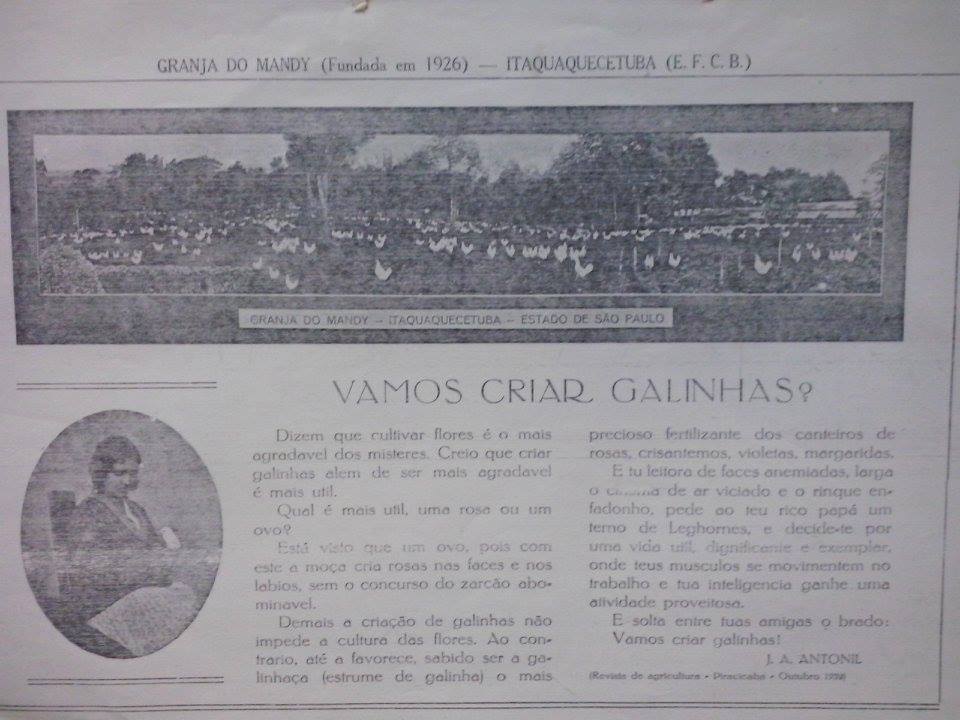 GRANJA DO MANDY (Fundada em 1926) — ITAQUAQUECETUBA (E. F. C. B.)
GRANJA DO MANDY – ITAQUAQUECETUBA – ESTADO DE SÃO PAULO
VAMOS CRIAR GALINHAS?
Dizem que cultivar flores é o mais
agradavel dos misteres. Creio que criar
galinhas alem de ser mais agradavel
é mais util.
Qual é mais util, uma rosa ou um
ovo?
Está visto que um ovo, pois com
este a moça cria rosas nas faces e nos
labios, sem o concurso do zarcão abo-
minavel.
Demais a criação de galinhas não
impede a cultura das flores. Ao con-
trario, até a favorece, sabido ser a ga-
linhaça (estrume de galinha) o mais
precioso fertilizante dos canteiros de
rosas, crisantemos, violetas, margaridas.
E tu leitora de faces anemiadas, larga
o cinema de ar viciado e o rinque en-
fadonho, pede ao teu rico papá um
terno de Leghornes, e decide-te por
uma vida util, dignificante e exemplar,
onde teus musculos se movimentem no
trabalho e tua inteligencia ganhe uma
atividade proveitosa.
E solta entre tuas amigas o brado:
Vamos criar galinhas!
J. A. ANTONIL
(Revista de agricultura - Piracicaba - Outubro